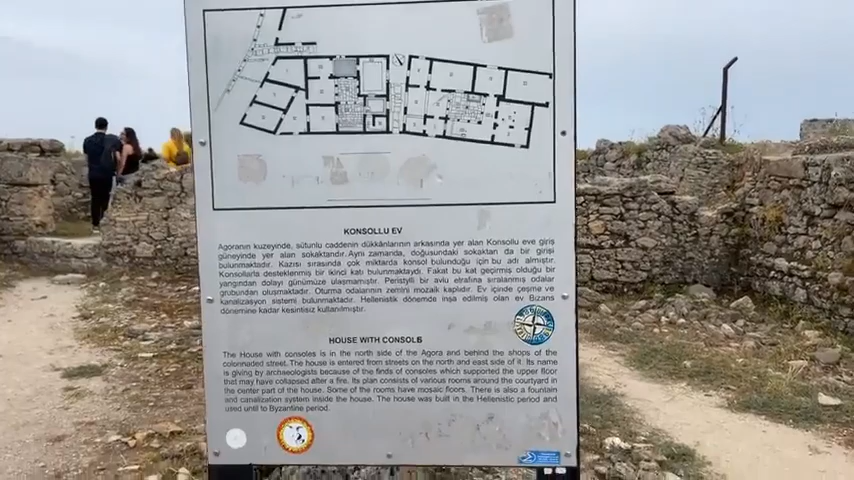 KONSOLLU EV
Agoranın kuzeyinde, sütunlu caddenin dükkânlarının arkasında yer alan Konsollu eve giriş
güneyinde yer alan sokaktandır. Aynı zamanda, doğusundaki sokaktan da bir girişi
bulunmaktadır. Kazısı sırasında çok miktarda konsol bulunduğu için bu adı almıştır.
Konsollarla desteklenmiş bir ikinci katı bulunmaktaydı. Fakat bu kat geçirmiş olduğu bir
yangından dolayı günümüze ulaşmamıştır. Peristylli bir avlu etrafına sıralanmış odalar
grubundan oluşmaktadır. Oturma odalarının zemini mozaik kaplıdır. Ev içinde çeşme ve
kanalizasyon sistemi bulunmaktadır. Hellenistik dönemde inşa edilmiş olan ev Bizans
dönemine kadar kesintisiz kullanılmıştır.
HOUSE WITH CONSOLE
The House with consoles is in the north side of the Agora and behind the shops of the
colonnaded street. The house is entered from streets on the north and east side of it. Its name
is giving by archaeologists because of the finds of consoles which supported the upper floor
that may have collapsed after a fire. Its plan consists of various rooms around the courtyard in
the center part of the house. Some of the rooms have mosaic floors. There is also a fountain
and canalization system inside the house. The house was built in the Hellenistic period and
used until to Byzantine period.